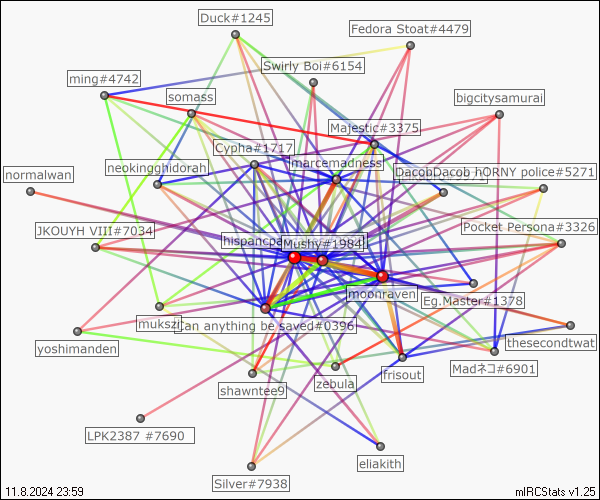 Duck#1245
Fedora Stoat#4479
Swirly Boi#6154
ming#4742
somass
bigcitysamurai
Majestic#3375
Cypha#1717
marcemadness
neokingghidorah
DacobDacob hORNY police#5271
normalwan
JKOUYH VIII#7034
Pocket Persona#3326
Mushy#1984
moonraven
Eg.Master#1378
mukszi
Can anything be saved#0396
yoshimanden
thesecondtwat
Madネコ#6901
frisout
shawntee9
zebula
LPK2387 #7690
eliakith
Silver#7938
11.8.2024 23:59
mIRCStats v1.25